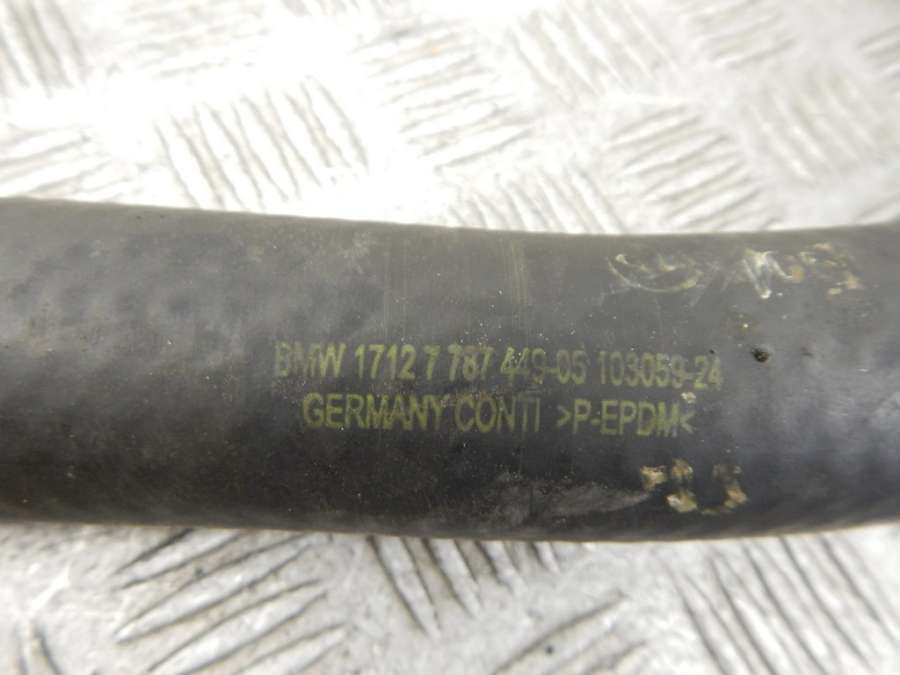 BMW 1712 7 787 449-05 103059-24
GERMANY CONTI >P-EPDM<